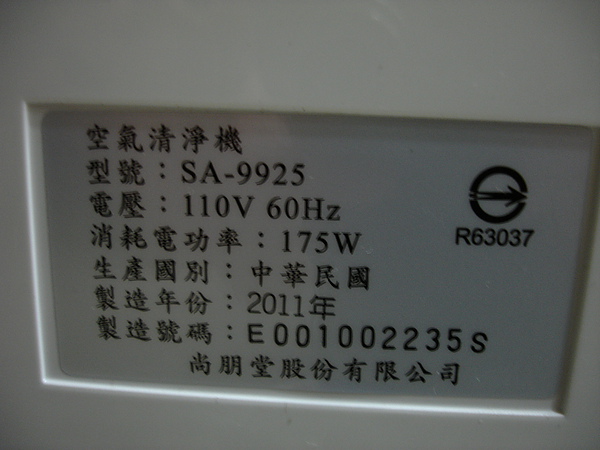 空氣清淨機
型號：SA-9925
電壓：110V 60Hz
消耗電功率：175W
生產國別：中華民國
製造年份：2011年
製造號碼：E001002235S
尚朋堂股份有限公司
R63037